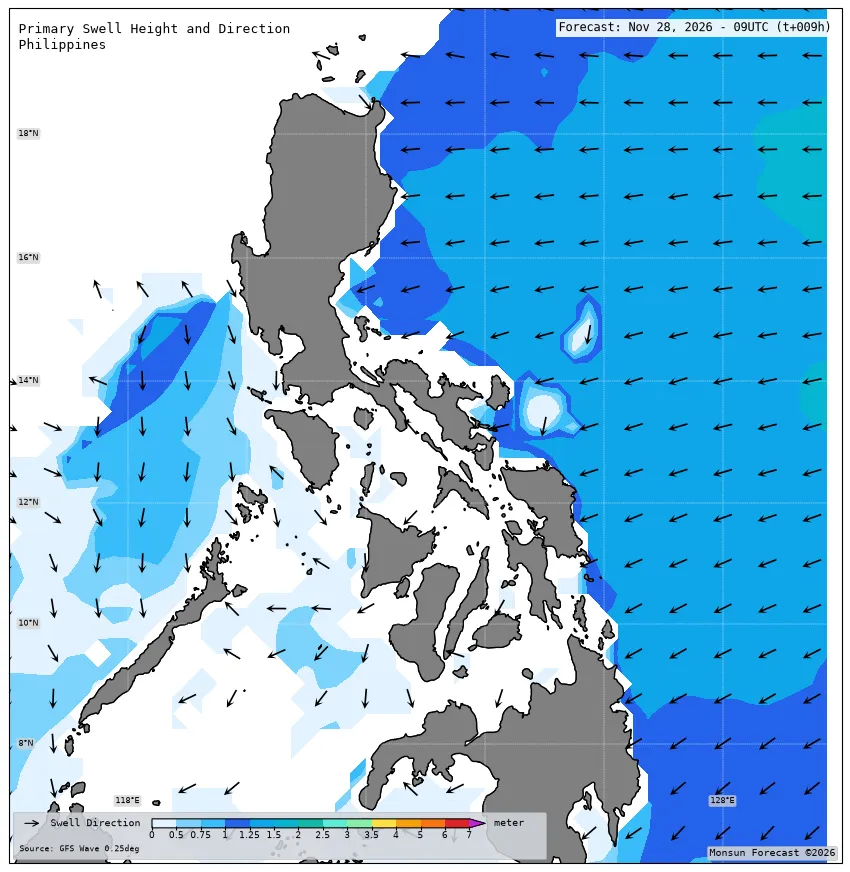 Primary Swell Height and Direction
Philippines
Forecast: Nov 28, 2026 - 09UTC (t+009h)
18°N
16°N
14°N
12°N
10°N
8°N
118°E
128°E
Swell Direction
0 0.5 0.75 1 1.25 1.5 2 2.5 3 3.5 4 5 6 7
meter
Source: GFS Wave 0.25deg
Monsun Forecast ©2026